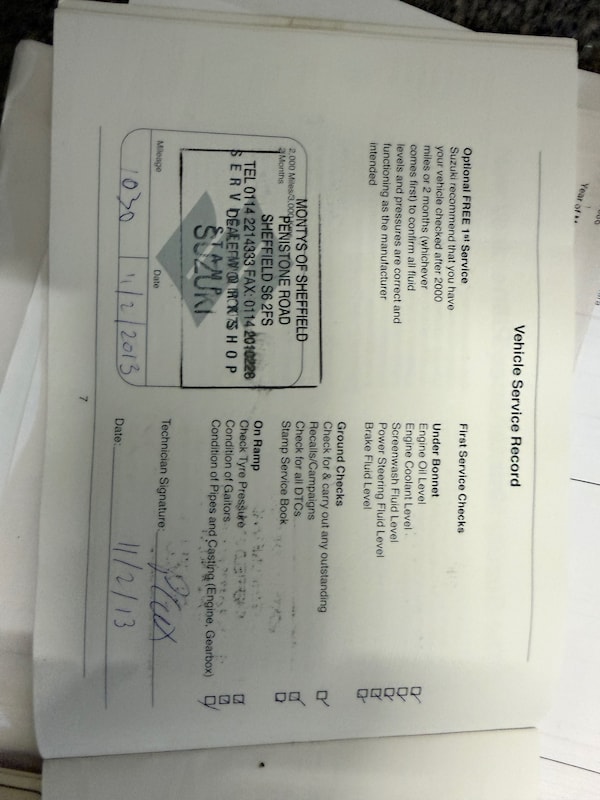 Vehicle Service Record
Optional FREE 1st Service
Suzuki recommend that you have
your vehicle checked after 2000
miles or 2 months (whichever
comes first) to confirm all fluid
levels and pressures are correct and
functioning as the manufacturer
intended
2,000 Miles/3,000
Months
MONTYS OF SHEFFIELD
PENISTONE ROAD
SHEFFIELD S6 2FS
TEL 0114 2214333 FAX: 0114 2010228
SERVICE WORKSHOP
DEALER
STAMP
SUZUKI
Mileage
Date
1030
11/2/2013
First Service Checks
Under Bonnet
Engine Oil Level
Engine Coolant Level
Screenwash Fluid Level
Power Steering Fluid Level
Brake Fluid Level
Ground Checks
Check for & carry out any outstanding
Recalls/Campaigns
Check for all DTCs
Stamp Service Book
On Ramp
Check Tyre Pressure
Condition of Gaitors
Condition of Pipes and Casting (Engine, Gearbox)
Technician Signature:
Date:
11/2/13
7
Year of